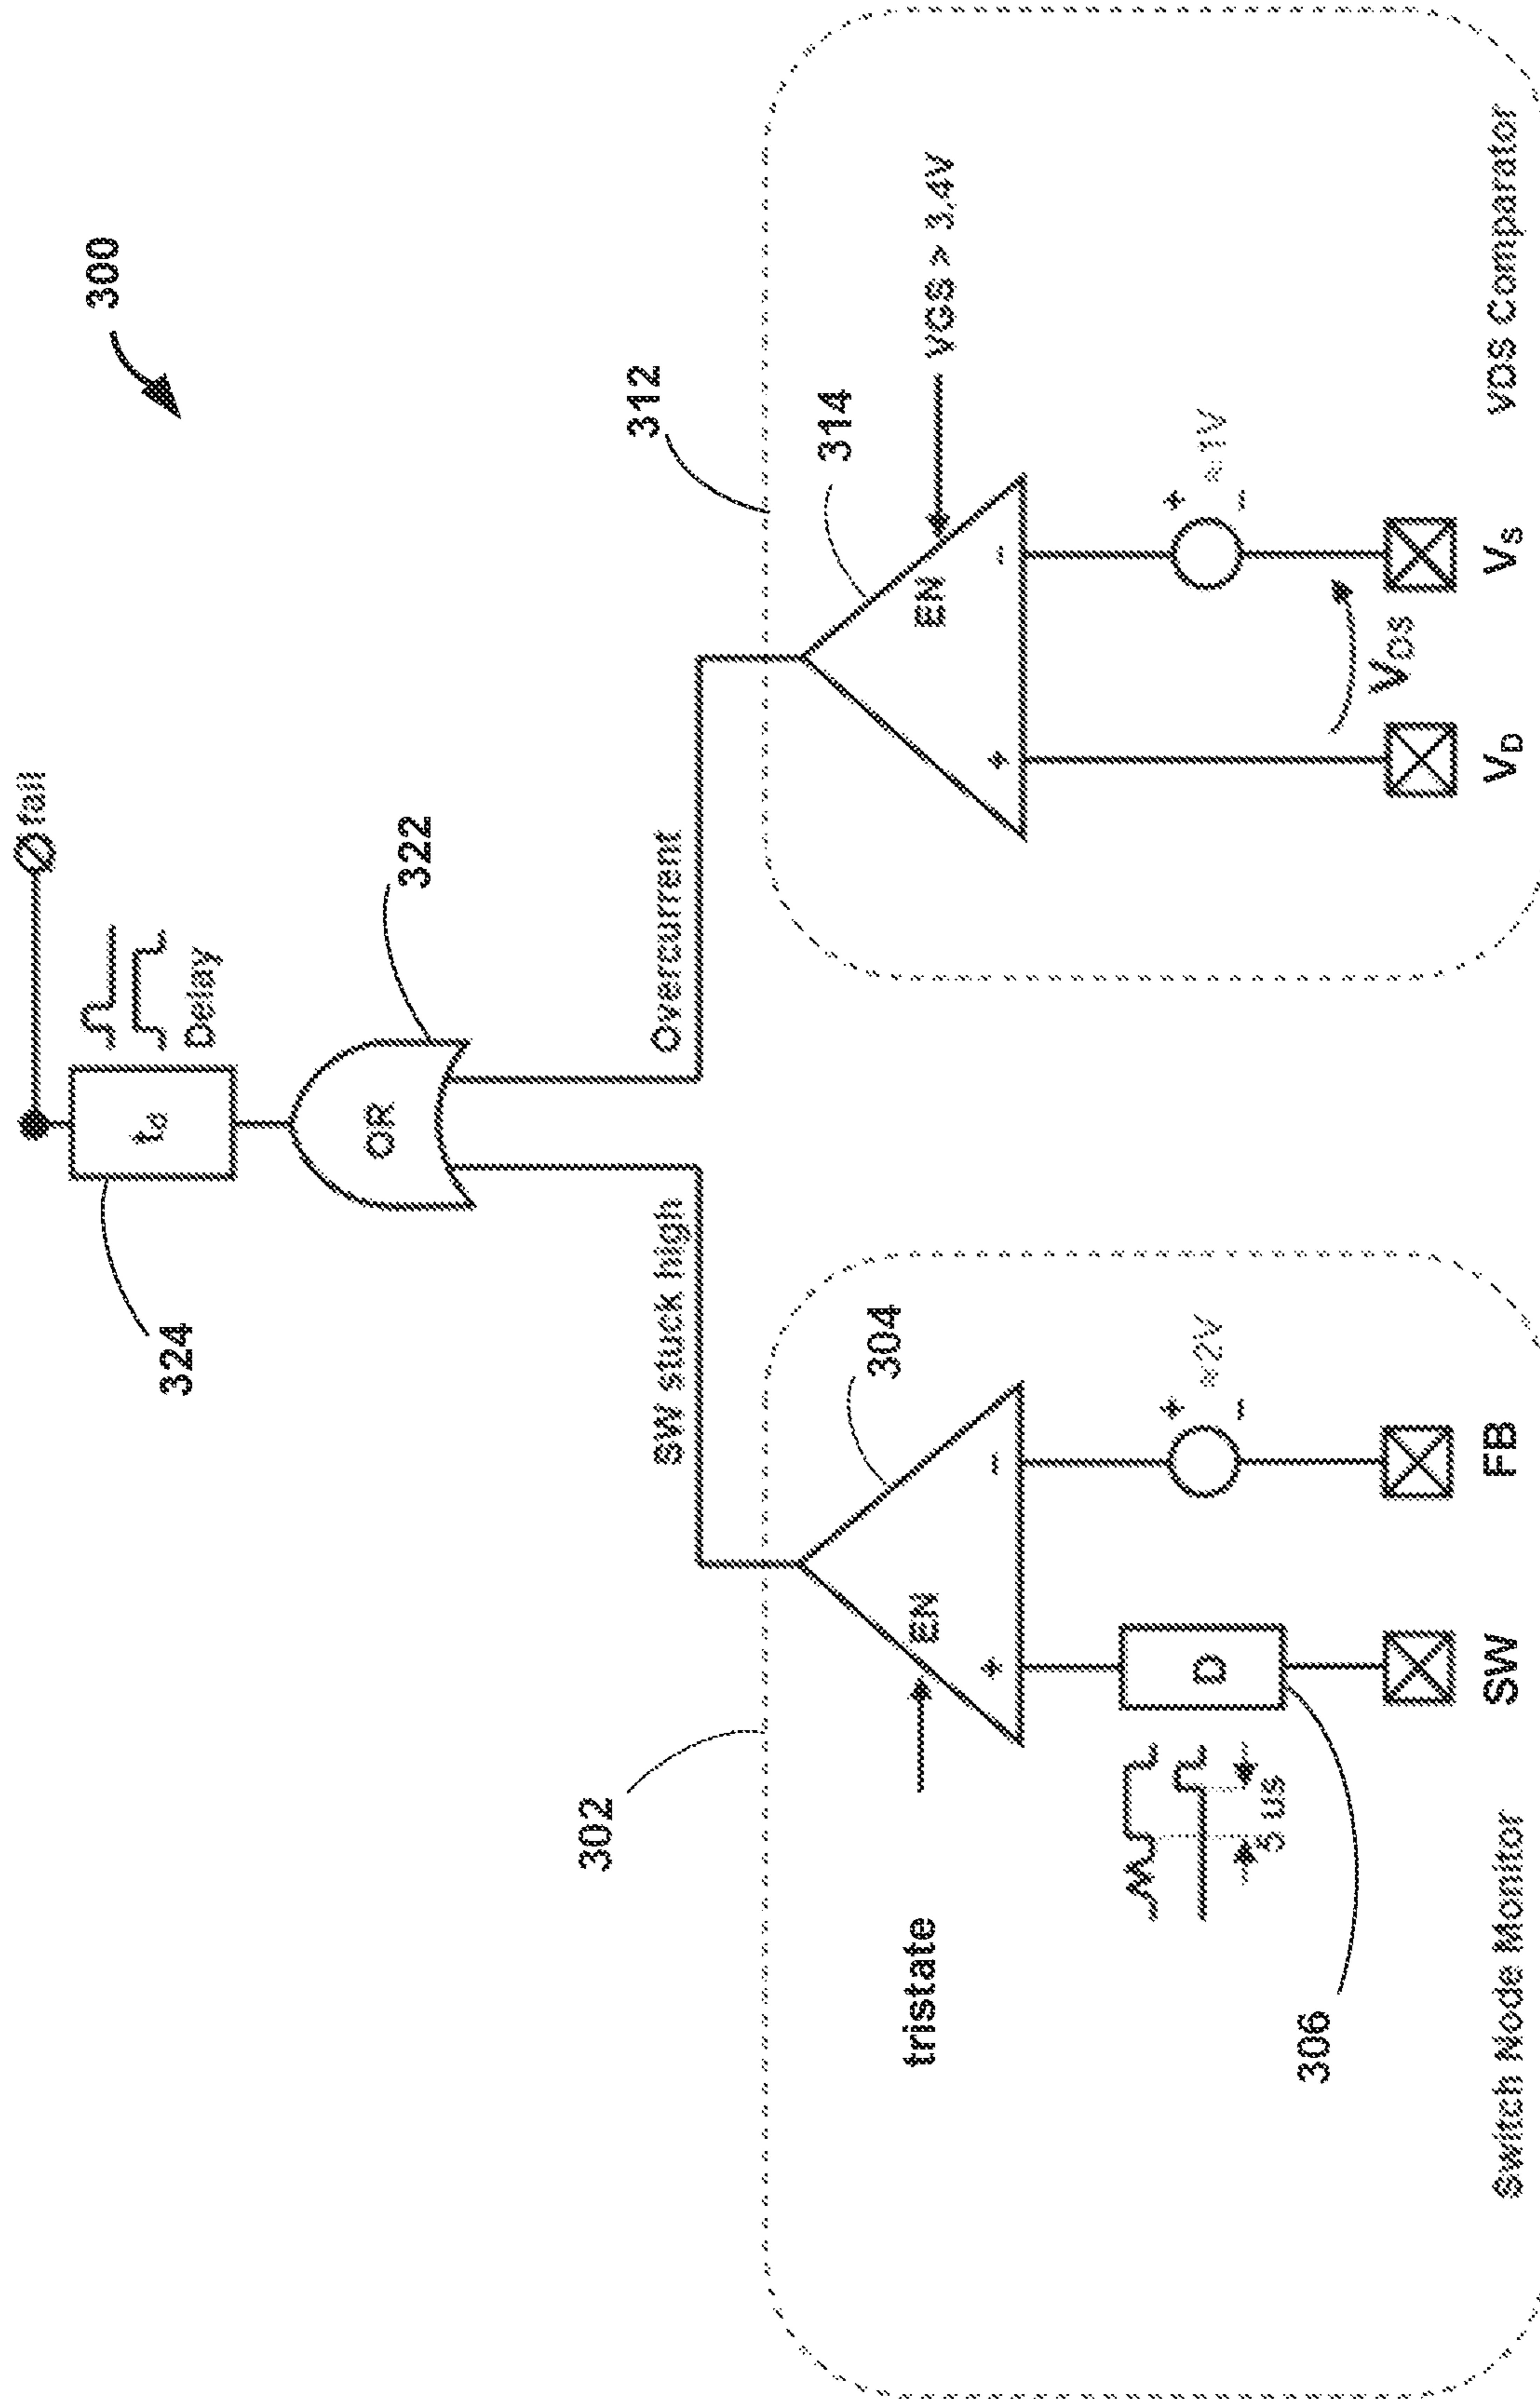 300
fail
Delay
t_d
324
OR
322
SW stuck high
Overcurrent
302
tristate
EN
304
+
-
D
306
5 us
+
≈2V
-
SW
FB
Switch Node Monitor
312
314
EN
VGS > 3.4V
+
-
+
≈1V
-
V_DS
V_D
V_S
VDS Comparator